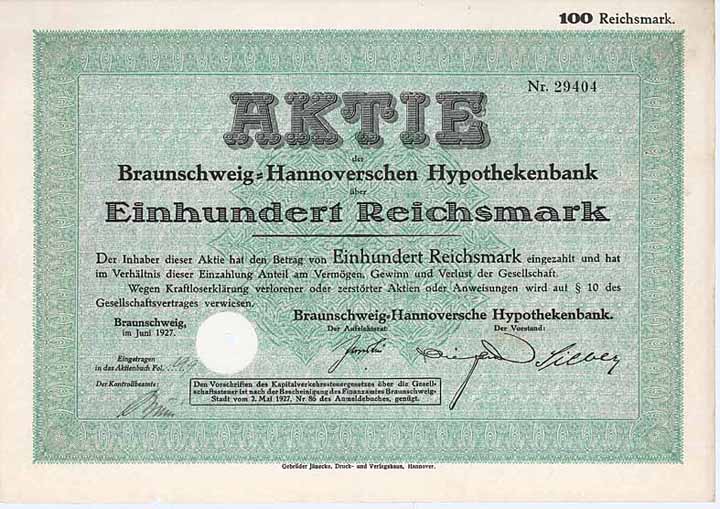 100 Reichsmark.
Nr. 29404
AKTIE
der
Braunschweig=Hannoverschen Hypothekenbank
über
Einhundert Reichsmark
Der Inhaber dieser Aktie hat den Betrag von Einhundert Reichsmark eingezahlt und hat
im Verhältnis dieser Einzahlung Anteil am Vermögen, Gewinn und Verlust der Gesellschaft.
Wegen Kraftloserklärung verlorener oder zerstörter Aktien oder Anweisungen wird auf § 10 des
Gesellschaftsvertrages verwiesen.
Braunschweig,
im Juni 1927.
Braunschweig=Hannoversche Hypothekenbank.
Der Aufsichtsrat:
Der Vorstand:
Eingetragen
in das Aktienbuch Fol.
Der Kontrollbeamte:
Den Vorschriften des Kapitalverkehrssteuergesetzes über die Gesell-
schaftssteuer ist nach der Bescheinigung des Finanzamtes Braunschweig-
Stadt vom 2. Mai 1927, Nr 86 des Anmeldebuches, genügt.
Gebrüder Jänecke, Druck- und Verlagshaus, Hannover.